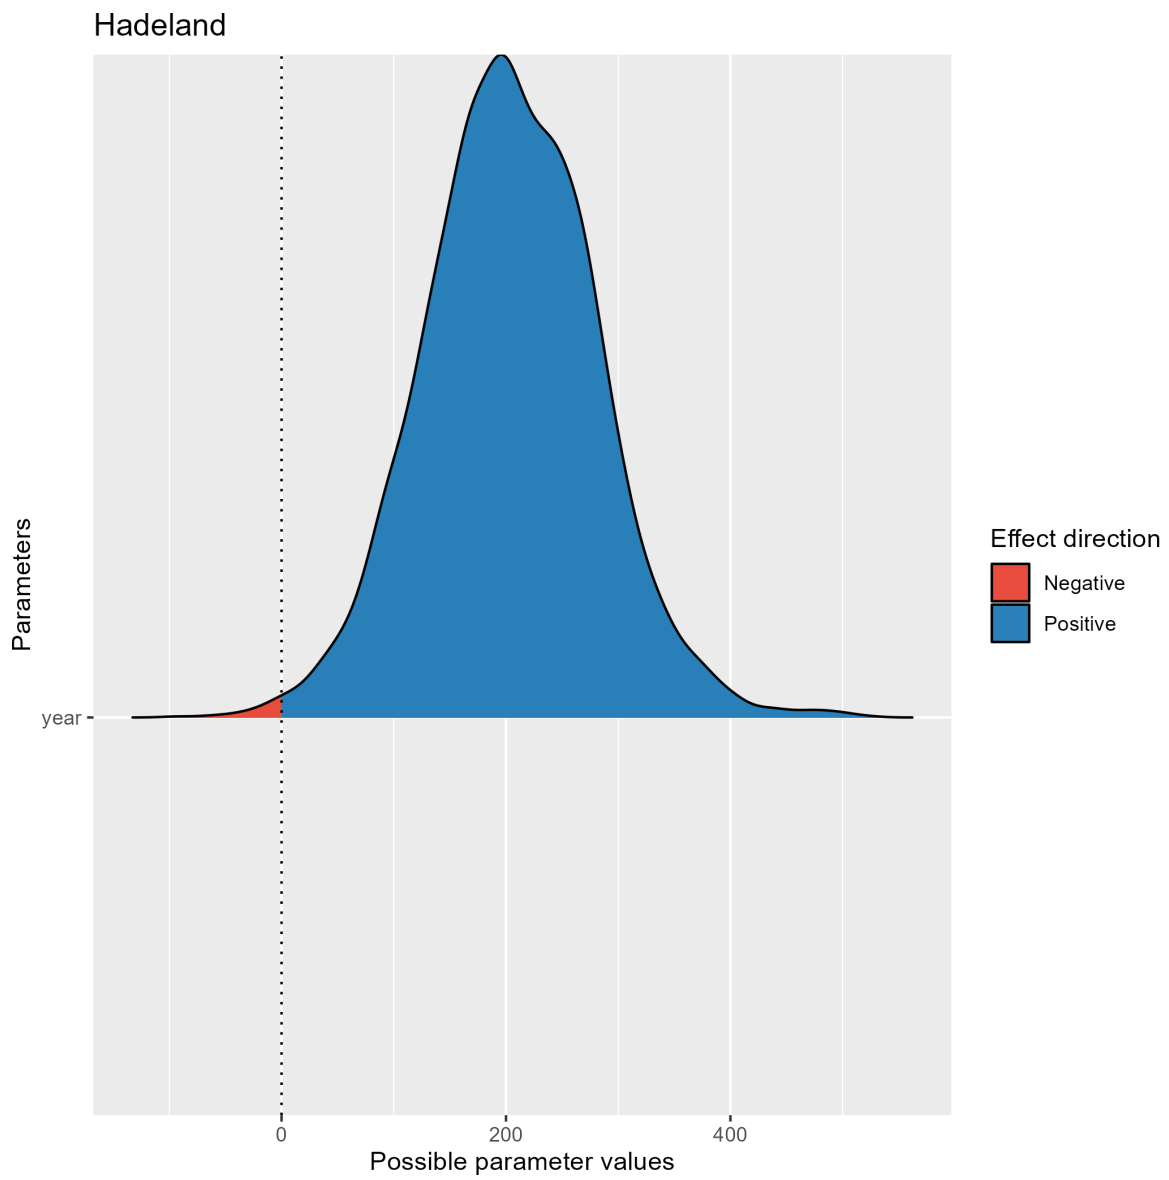 Hadeland
Parameters
year
0 200 400
Possible parameter values
Effect direction
Negative
Positive